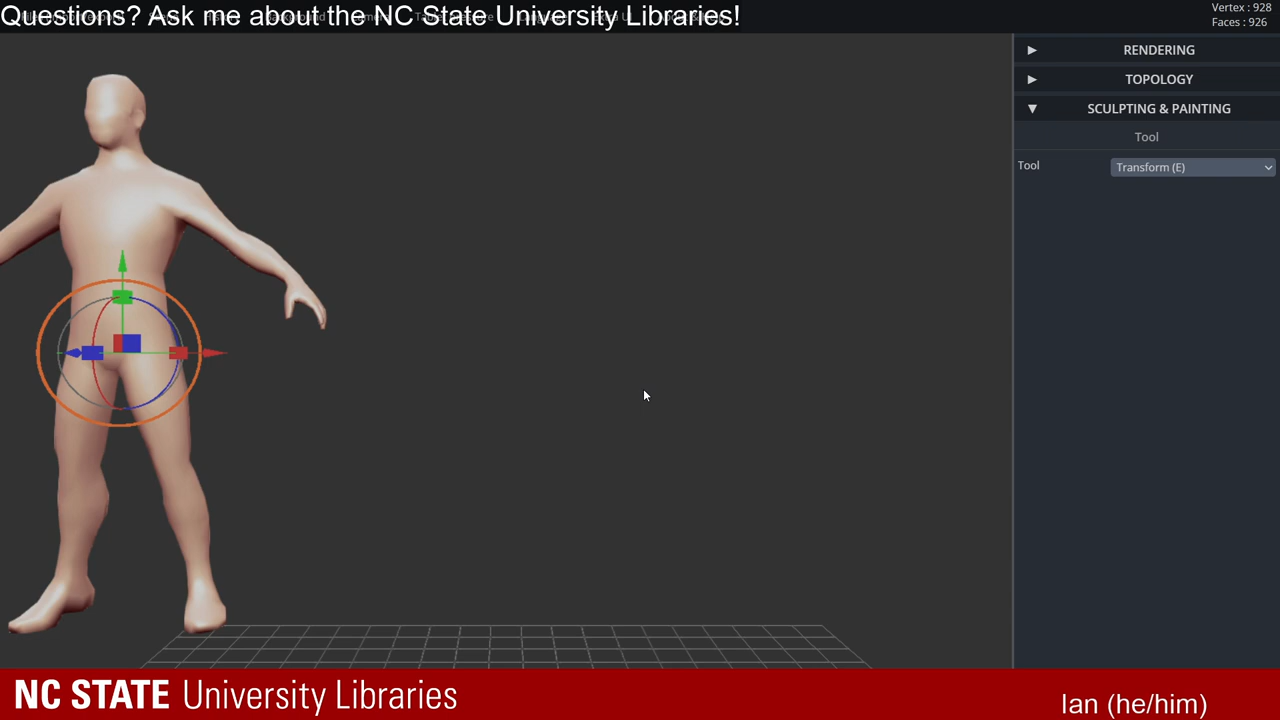 Questions? Ask me about the NC State University Libraries!
Vertex : 928
Faces : 926
RENDERING
TOPOLOGY
SCULPTING & PAINTING
Tool
Tool
Transform (E)
NC STATE University Libraries
Ian (he/him)